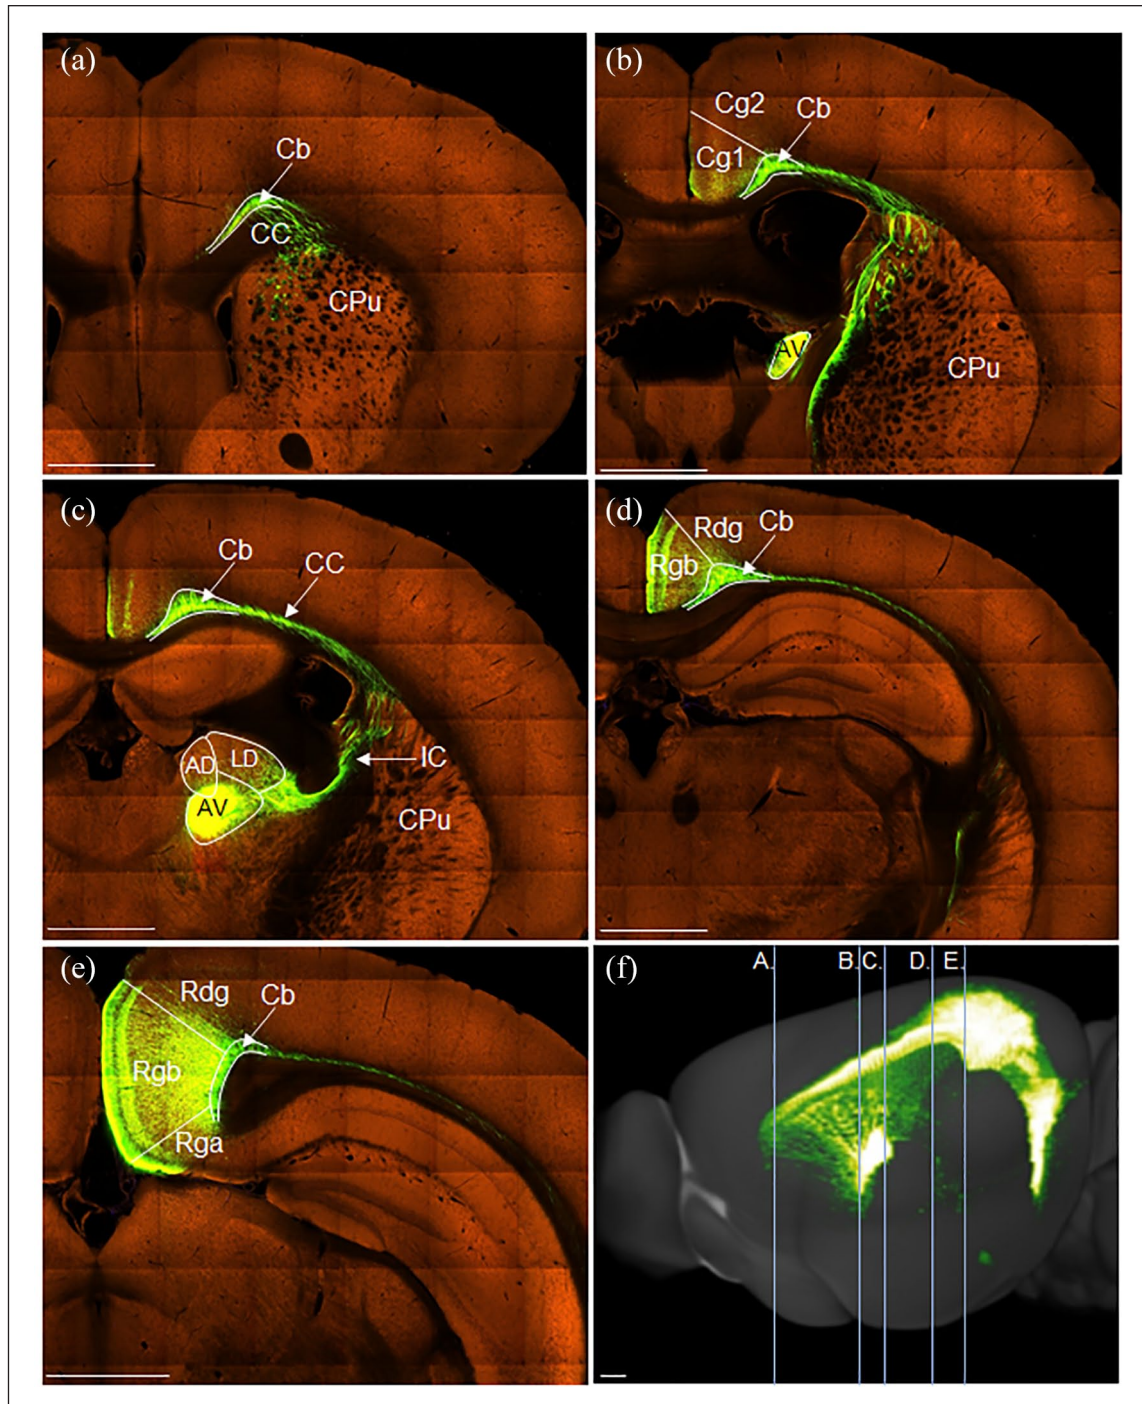 (a)
Cb
CC
CPu
(b)
Cg2
Cb
Cg1
AV
CPu
(c)
Cb
CC
AD
LD
IC
AV
CPu
(d)
Rdg
Cb
Rgb
(e)
Rdg
Cb
Rgb
Rga
(f)
A. B. C. D. E.